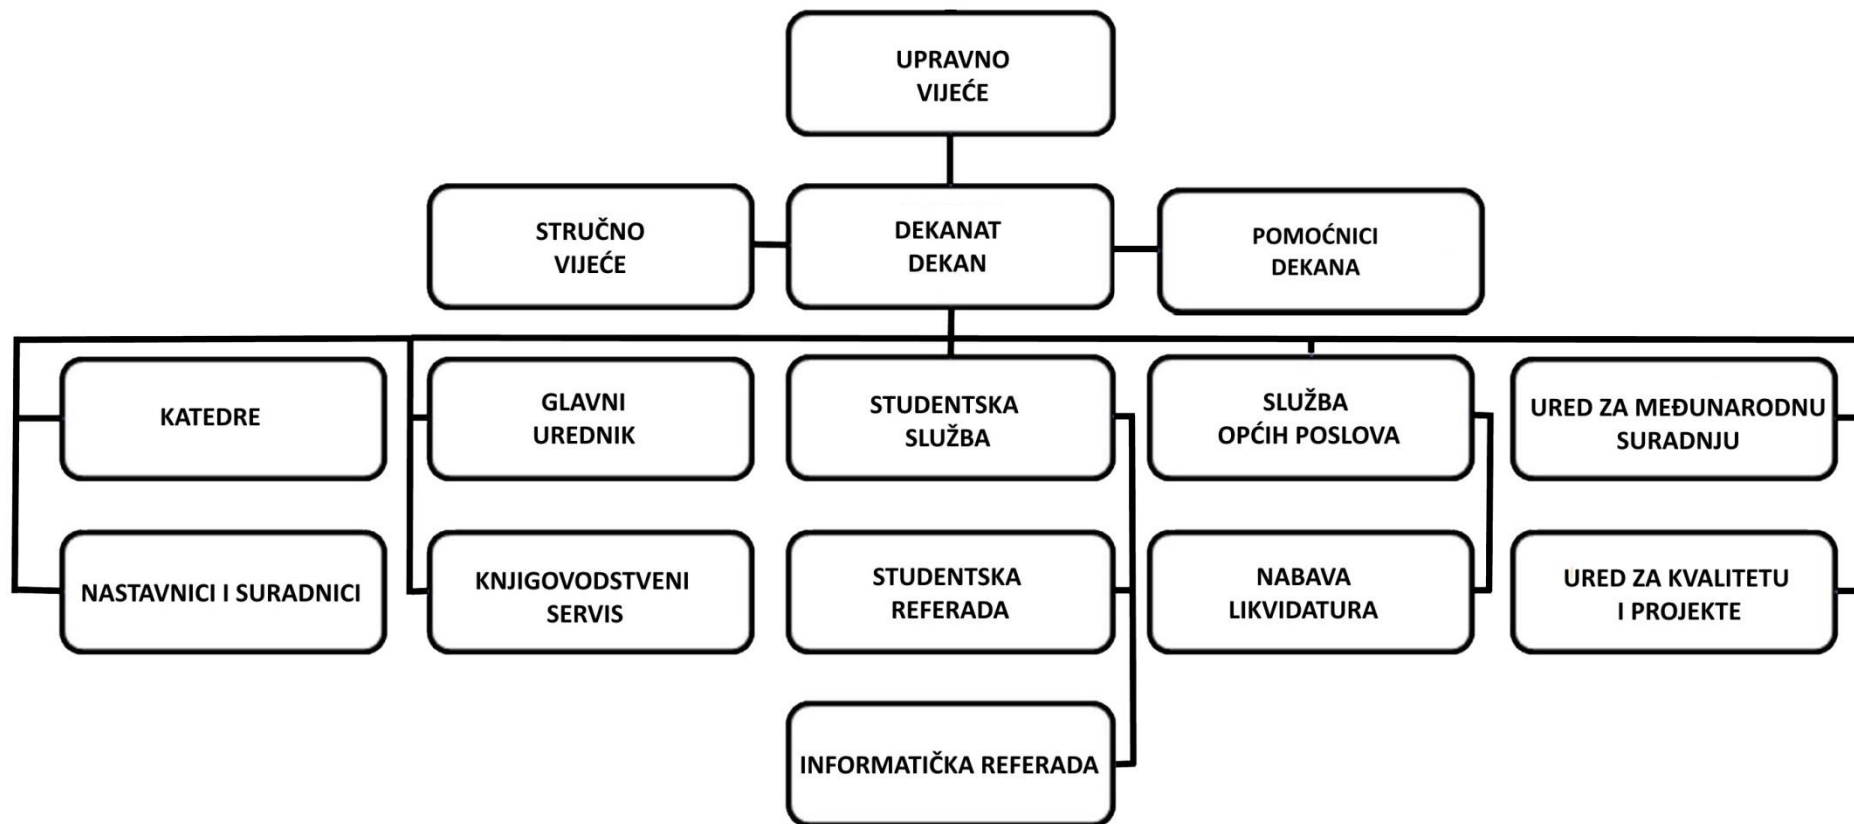 UPRAVNO
VIJEĆE
STRUČNO
VIJEĆE
DEKANAT
DEKAN
POMOĆNICI
DEKANA
KATEDRE
GLAVNI
UREDNIK
STUDENTSKA
SLUŽBA
SLUŽBA
OPĆIH POSLOVA
URED ZA MEĐUNARODNU
SURADNJU
NASTAVNICI I SURADNICI
KNJIGOVODSTVENI
SERVIS
STUDENTSKA
REFERADA
NABAVA
LIKVIDATURA
URED ZA KVALITETU
I PROJEKTE
INFORMATIČKA REFERADA